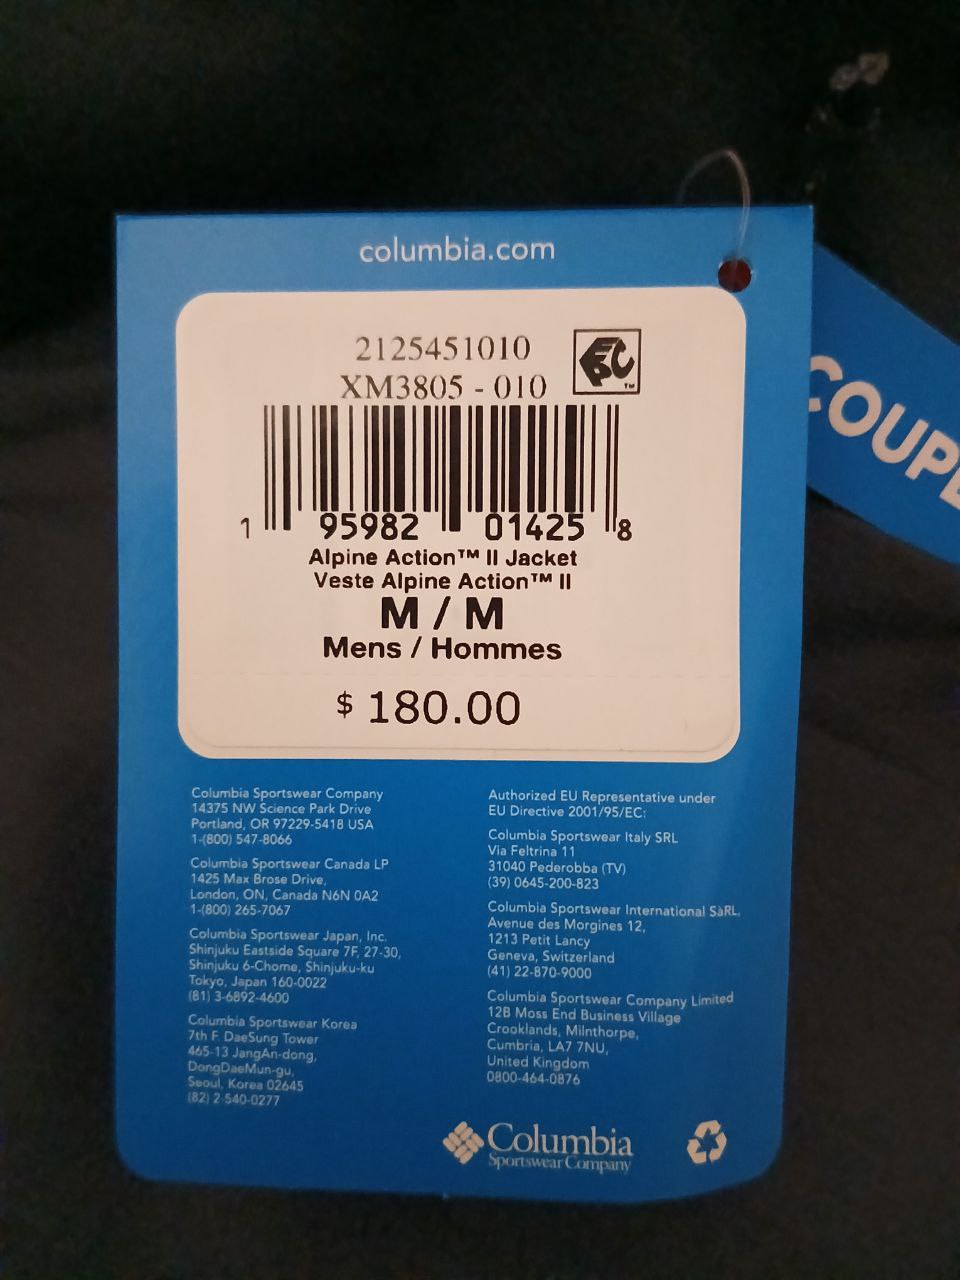 columbia.com
2125451010
XM3805 - 010
EPC™
1 95982 01425 8
Alpine Action™ II Jacket
Veste Alpine Action™ II
M / M
Mens / Hommes
$ 180.00
Columbia Sportswear Company
14375 NW Science Park Drive
Portland, OR 97229-5418 USA
1-(800) 547-8066
Columbia Sportswear Canada LP
1425 Max Brose Drive,
London, ON, Canada N6N 0A2
1-(800) 265-7067
Columbia Sportswear Japan, Inc.
Shinjuku Eastside Square 7F, 27-30,
Shinjuku 6-Chome, Shinjuku-ku
Tokyo, Japan 160-0022
(81) 3-6892-4600
Columbia Sportswear Korea
7th F. DaeSung Tower
465-13 JangAn-dong,
DongDaeMun-gu,
Seoul, Korea 02645
(82) 2-540-0277
Authorized EU Representative under
EU Directive 2001/95/EC:
Columbia Sportswear Italy SRL
Via Feltrina 11
31040 Pederobba (TV)
(39) 0645-200-823
Columbia Sportswear International SàRL,
Avenue des Morgines 12,
1213 Petit Lancy
Geneva, Switzerland
(41) 22-870-9000
Columbia Sportswear Company Limited
12B Moss End Business Village
Crooklands, Milnthorpe,
Cumbria, LA7 7NU,
United Kingdom
0800-464-0876
Columbia
Sportswear Company